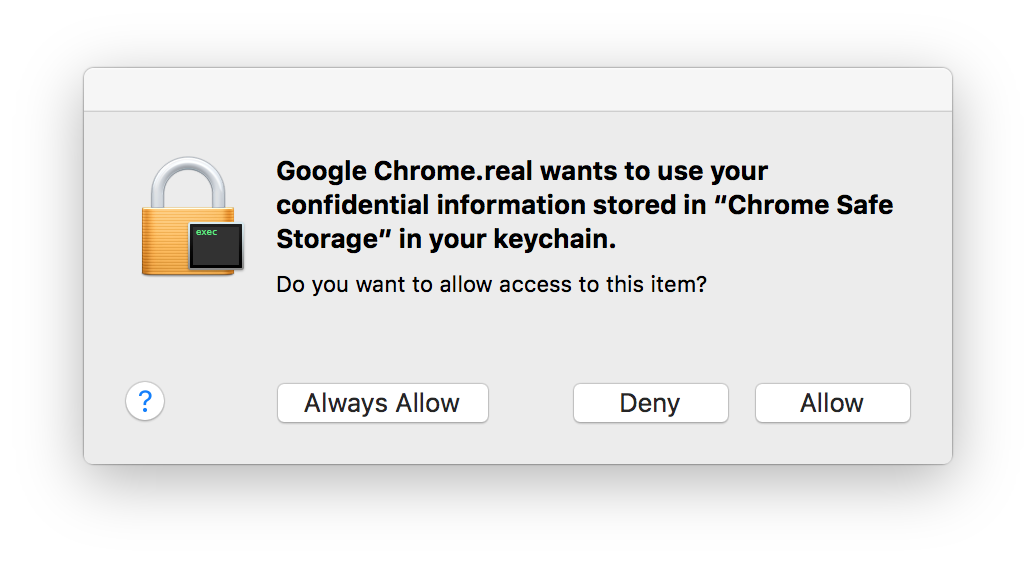 Google Chrome.real wants to use your
confidential information stored in “Chrome Safe
Storage” in your keychain.
exec
Do you want to allow access to this item?
?
Always Allow
Deny
Allow